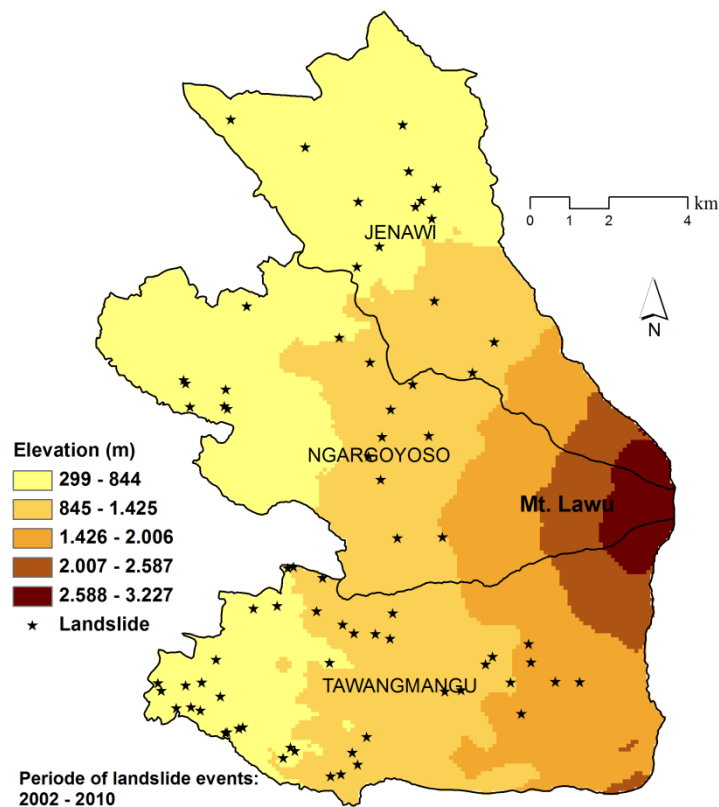 JENAWI
km
0 1 2 4
N
NGARGOYOSO
Elevation (m)
299 - 844
845 - 1.425
1.426 - 2.006
2.007 - 2.587
2.588 - 3.227
Landslide
Mt. Lawu
TAWANGMANGU
Periode of landslide events:
2002 - 2010